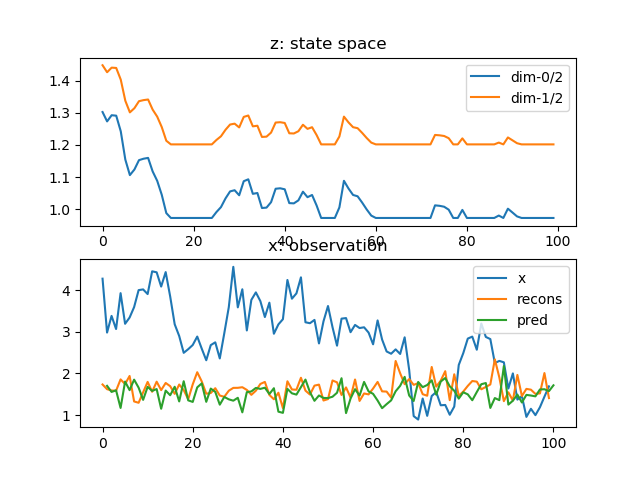 z: state space
1.4
1.3
1.2
1.1
1.0
dim-0/2
dim-1/2
0 20 40 60 80 100
x: observation
4
3
2
1
x
recons
pred
0 20 40 60 80 100